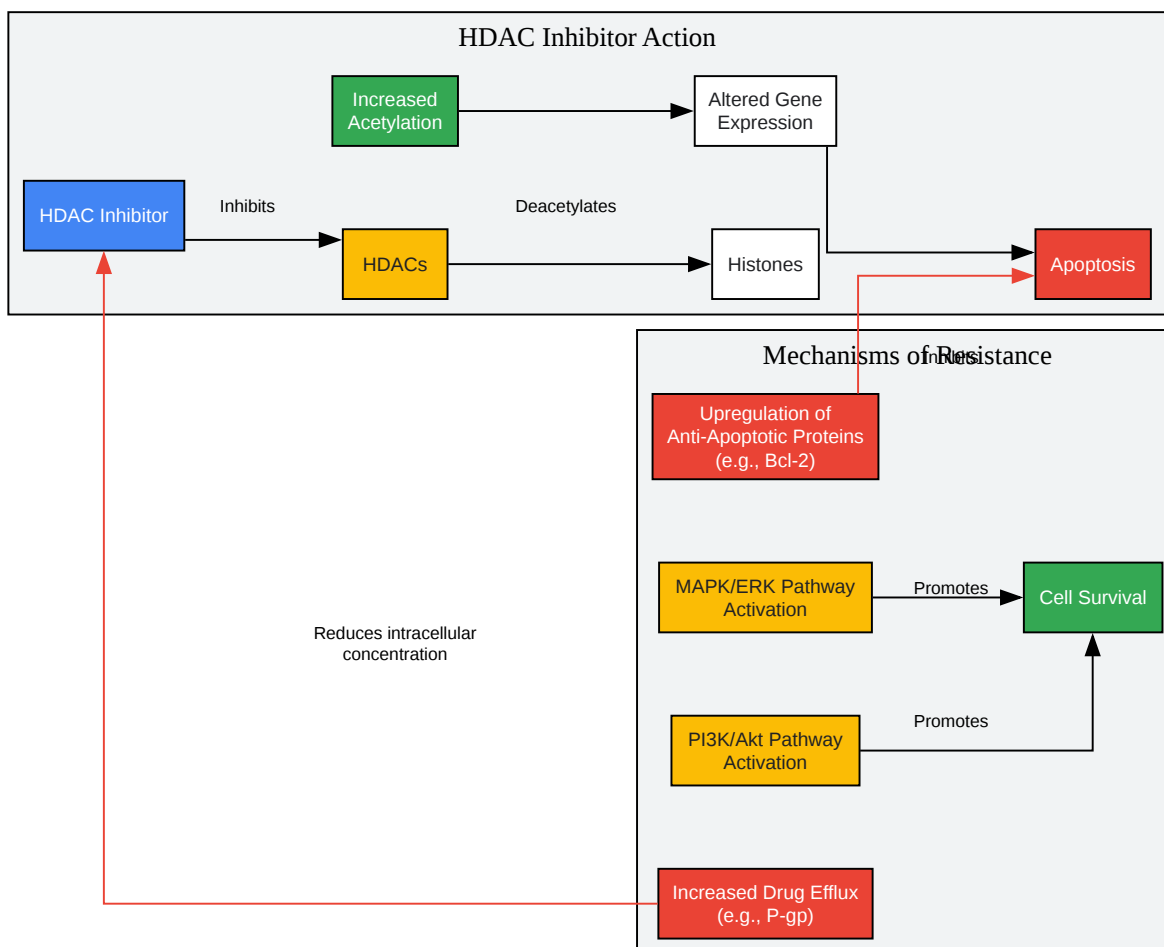 HDAC Inhibitor Action
Increased
Acetylation
Altered Gene
Expression
HDAC Inhibitor
Inhibits
Deacetylates
HDACs
Histones
Apoptosis
Mechanisms of Resistance
Inhibits
Upregulation of
Anti-Apoptotic Proteins
(e.g., Bcl-2)
MAPK/ERK Pathway
Activation
Promotes
Cell Survival
Reduces intracellular
concentration
PI3K/Akt Pathway
Activation
Promotes
Increased Drug Efflux
(e.g., P-gp)